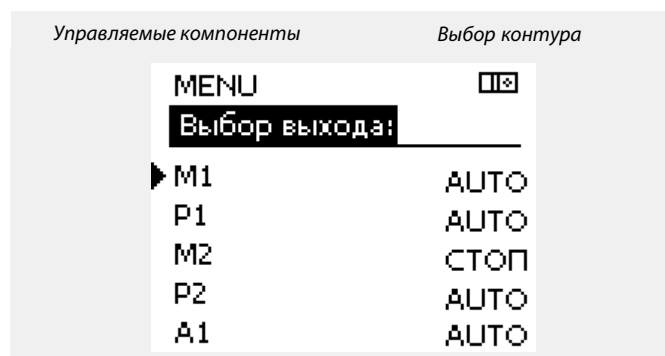 Управляемые компоненты Выбор контура
MENU
Выбор выхода:
M1 AUTO
P1 AUTO
M2 СТОП
P2 AUTO
A1 AUTO